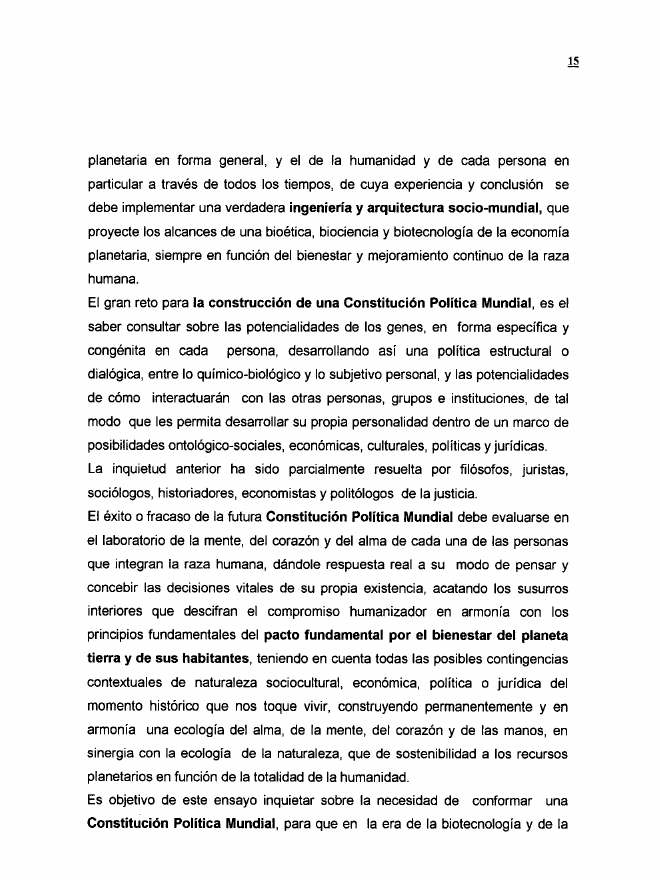 15
planetaria en forma general, y el de la humanidad y de cada persona en
particular a través de todos los tiempos, de cuya experiencia y conclusión se
debe implementar una verdadera ingeniería y arquitectura socio-mundial, que
proyecte los alcances de una bioética, biociencia y biotecnología de la economía
planetaria, siempre en función del bienestar y mejoramiento continuo de la raza
humana.
El gran reto para la construcción de una Constitución Política Mundial, es el
saber consultar sobre las potencialidades de los genes, en forma específica y
congénita en cada persona, desarrollando así una política estructural o
dialógica, entre lo químico-biológico y lo subjetivo personal, y las potencialidades
de cómo interactuarán con las otras personas, grupos e instituciones, de tal
modo que les permita desarrollar su propia personalidad dentro de un marco de
posibilidades ontológico-sociales, económicas, culturales, políticas y jurídicas.
La inquietud anterior ha sido parcialmente resuelta por filósofos, juristas,
sociólogos, historiadores, economistas y politólogos de la justicia.
El éxito o fracaso de la futura Constitución Política Mundial debe evaluarse en
el laboratorio de la mente, del corazón y del alma de cada una de las personas
que integran la raza humana, dándole respuesta real a su modo de pensar y
concebir las decisiones vitales de su propia existencia, acatando los susurros
interiores que descifran el compromiso humanizador en armonía con los
principios fundamentales del pacto fundamental por el bienestar del planeta
tierra y de sus habitantes, teniendo en cuenta todas las posibles contingencias
contextuales de naturaleza sociocultural, económica, política o jurídica del
momento histórico que nos toque vivir, construyendo permanentemente y en
armonía una ecología del alma, de la mente, del corazón y de las manos, en
sinergia con la ecología de la naturaleza, que de sostenibilidad a los recursos
planetarios en función de la totalidad de la humanidad.
Es objetivo de este ensayo inquietar sobre la necesidad de conformar una
Constitución Política Mundial, para que en la era de la biotecnología y de la